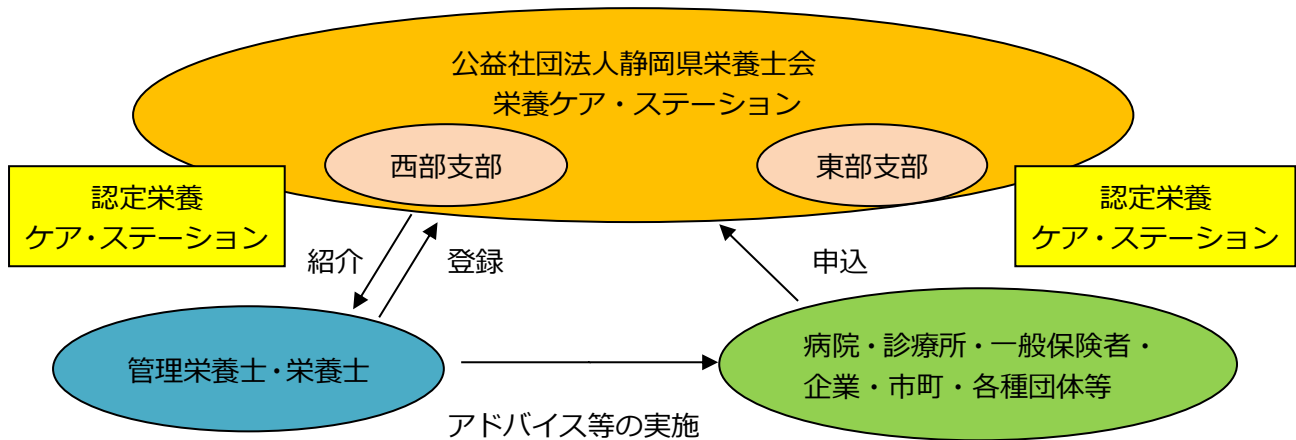 公益社団法人静岡県栄養士会
栄養ケア・ステーション
西部支部
東部支部
認定栄養
ケア・ステーション
認定栄養
ケア・ステーション
紹介
登録
申込
管理栄養士・栄養士
病院・診療所・一般保険者・
企業・市町・各種団体等
アドバイス等の実施